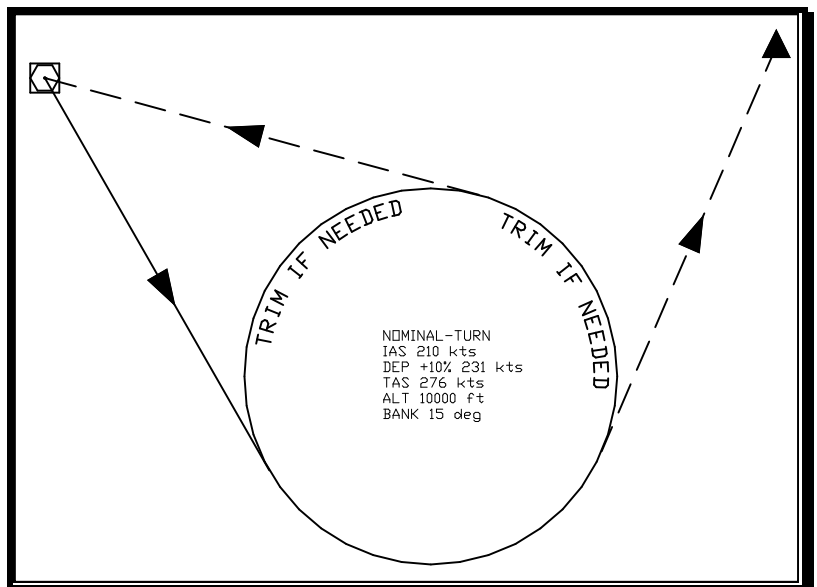 TRIM IF NEEDED
TRIM IF NEEDED
NOMINAL-TURN
IAS 210 kts
DEP +10% 231 kts
TAS 276 kts
ALT 10000 ft
BANK 15 deg